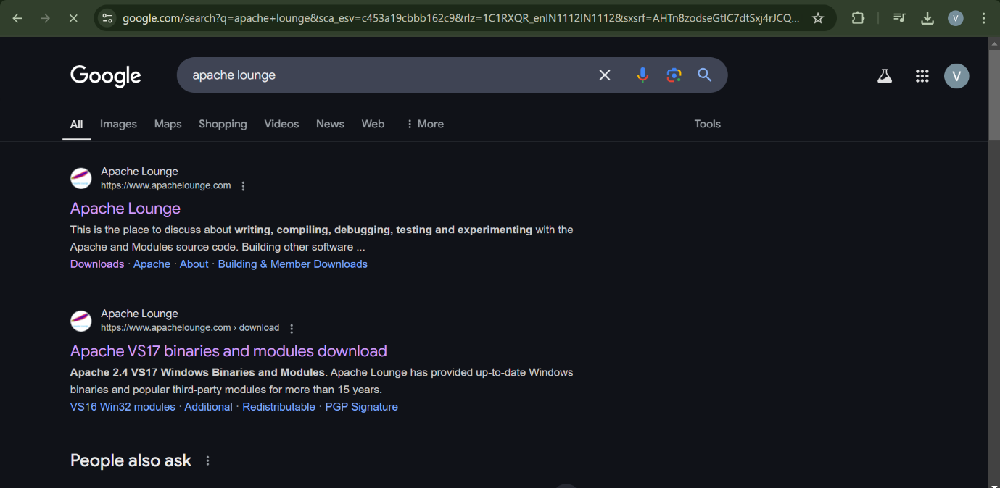 google.com/search?q=apache+lounge&sca_esv=c453a19cbbb162c9&rlz=1C1RXQR_enIN1112IN1112&sxsrf=AHTn8zodseGtIC7dtSxj4rJCQ...
V
Google
apache lounge
V
All Images Maps Shopping Videos News Web More Tools
Apache Lounge
https://www.apachelounge.com
Apache Lounge
This is the place to discuss about writing, compiling, debugging, testing and experimenting with the
Apache and Modules source code. Building other software ...
Downloads · Apache · About · Building & Member Downloads
Apache Lounge
https://www.apachelounge.com › download
Apache VS17 binaries and modules download
Apache 2.4 VS17 Windows Binaries and Modules. Apache Lounge has provided up-to-date Windows
binaries and popular third-party modules for more than 15 years.
VS16 Win32 modules · Additional · Redistributable · PGP Signature
People also ask